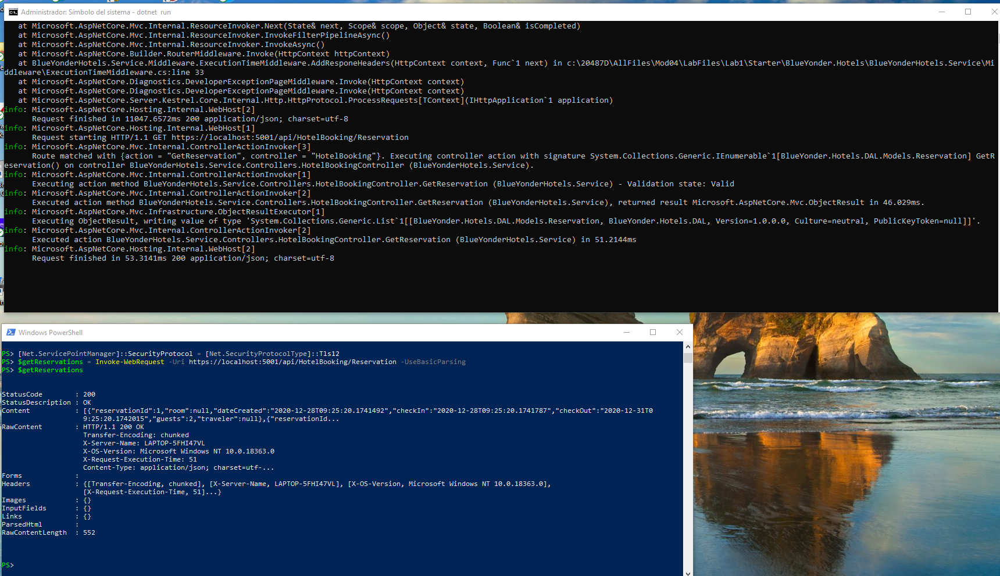 Administrador: Símbolo del sistema - dotnet  run
   at Microsoft.AspNetCore.Mvc.Internal.ResourceInvoker.Next(State& next, Scope& scope, Object& state, Boolean& isCompleted)
   at Microsoft.AspNetCore.Mvc.Internal.ResourceInvoker.InvokeFilterPipelineAsync()
   at Microsoft.AspNetCore.Mvc.Internal.ResourceInvoker.InvokeAsync()
   at Microsoft.AspNetCore.Builder.RouterMiddleware.Invoke(HttpContext httpContext)
   at BlueYonderHotels.Service.Middleware.ExecutionTimeMiddleware.AddResponeHeaders(HttpContext context, Func`1 next) in c:\20487D\AllFiles\Mod04\LabFiles\Lab1\Starter\BlueYonder.Hotels\BlueYonderHotels.Service\Mi
ddleware\ExecutionTimeMiddleware.cs:line 33
   at Microsoft.AspNetCore.Diagnostics.DeveloperExceptionPageMiddleware.Invoke(HttpContext context)
   at Microsoft.AspNetCore.Diagnostics.DeveloperExceptionPageMiddleware.Invoke(HttpContext context)
   at Microsoft.AspNetCore.Server.Kestrel.Core.Internal.Http.HttpProtocol.ProcessRequests[TContext](IHttpApplication`1 application)
info: Microsoft.AspNetCore.Hosting.Internal.WebHost[2]
      Request finished in 11047.6572ms 200 application/json; charset=utf-8
info: Microsoft.AspNetCore.Hosting.Internal.WebHost[1]
      Request starting HTTP/1.1 GET https://localhost:5001/api/HotelBooking/Reservation
info: Microsoft.AspNetCore.Mvc.Internal.ControllerActionInvoker[3]
      Route matched with {action = "GetReservation", controller = "HotelBooking"}. Executing controller action with signature System.Collections.Generic.IEnumerable`1[BlueYonder.Hotels.DAL.Models.Reservation] GetR
eservation() on controller BlueYonderHotels.Service.Controllers.HotelBookingController (BlueYonderHotels.Service).
info: Microsoft.AspNetCore.Mvc.Internal.ControllerActionInvoker[1]
      Executing action method BlueYonderHotels.Service.Controllers.HotelBookingController.GetReservation (BlueYonderHotels.Service) - Validation state: Valid
info: Microsoft.AspNetCore.Mvc.Internal.ControllerActionInvoker[2]
      Executed action method BlueYonderHotels.Service.Controllers.HotelBookingController.GetReservation (BlueYonderHotels.Service), returned result Microsoft.AspNetCore.Mvc.ObjectResult in 46.029ms.
info: Microsoft.AspNetCore.Mvc.Infrastructure.ObjectResultExecutor[1]
      Executing ObjectResult, writing value of type 'System.Collections.Generic.List`1[[BlueYonder.Hotels.DAL.Models.Reservation, BlueYonder.Hotels.DAL, Version=1.0.0.0, Culture=neutral, PublicKeyToken=null]]'.
info: Microsoft.AspNetCore.Mvc.Internal.ControllerActionInvoker[2]
      Executed action BlueYonderHotels.Service.Controllers.HotelBookingController.GetReservation (BlueYonderHotels.Service) in 51.2144ms
info: Microsoft.AspNetCore.Hosting.Internal.WebHost[2]
      Request finished in 53.3141ms 200 application/json; charset=utf-8
Windows PowerShell
PS> [Net.ServicePointManager]::SecurityProtocol = [Net.SecurityProtocolType]::Tls12
PS> $getReservations = Invoke-WebRequest -Uri https://localhost:5001/api/HotelBooking/Reservation -UseBasicParsing
PS> $getReservations
StatusCode        : 200
StatusDescription : OK
Content           : [{"reservationId":1,"room":null,"dateCreated":"2020-12-28T09:25:20.1741492","checkIn":"2020-12-28T09:25:20.1741787","checkOut":"2020-12-31T0
                    9:25:20.1742015","guests":2,"traveler":null},{"reservationId...
RawContent        : HTTP/1.1 200 OK
                    Transfer-Encoding: chunked
                    X-Server-Name: LAPTOP-5FHI47VL
                    X-OS-Version: Microsoft Windows NT 10.0.18363.0
                    X-Request-Execution-Time: 51
                    Content-Type: application/json; charset=utf-...
Forms             :
Headers           : {[Transfer-Encoding, chunked], [X-Server-Name, LAPTOP-5FHI47VL], [X-OS-Version, Microsoft Windows NT 10.0.18363.0],
                    [X-Request-Execution-Time, 51]...}
Images            : {}
InputFields       : {}
Links             : {}
ParsedHtml        :
RawContentLength  : 552
PS>